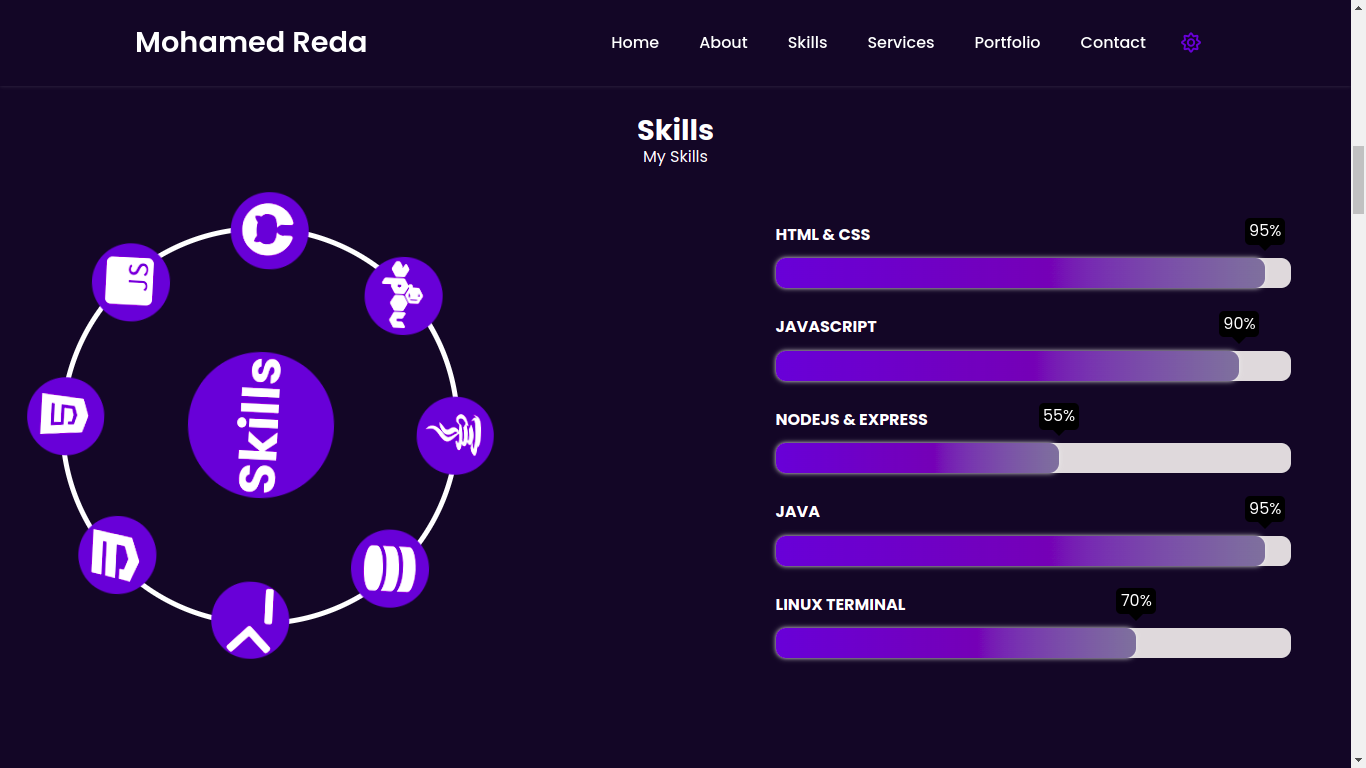 Mohamed Reda
Home About Skills Services Portfolio Contact
Skills
My Skills
JS
5
Skills
HTML & CSS 95%
JAVASCRIPT 90%
NODEJS & EXPRESS 55%
JAVA 95%
LINUX TERMINAL 70%